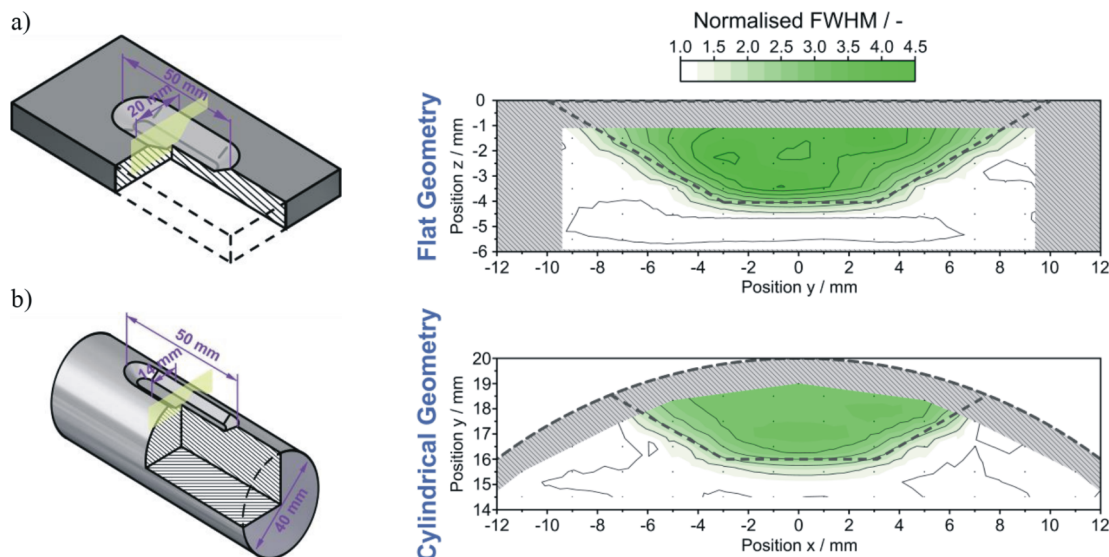 a)
50 mm
20 mm
Normalised FWHM / -
1.0 1.5 2.0 2.5 3.0 3.5 4.0 4.5
Flat Geometry
Position z / mm
0
-1
-2
-3
-4
-5
-6
-12 -10 -8 -6 -4 -2 0 2 4 6 8 10 12
Position y / mm
b)
50 mm
14 mm
40 mm
Cylindrical Geometry
Position y / mm
20
19
18
17
16
15
14
-12 -10 -8 -6 -4 -2 0 2 4 6 8 10 12
Position x / mm